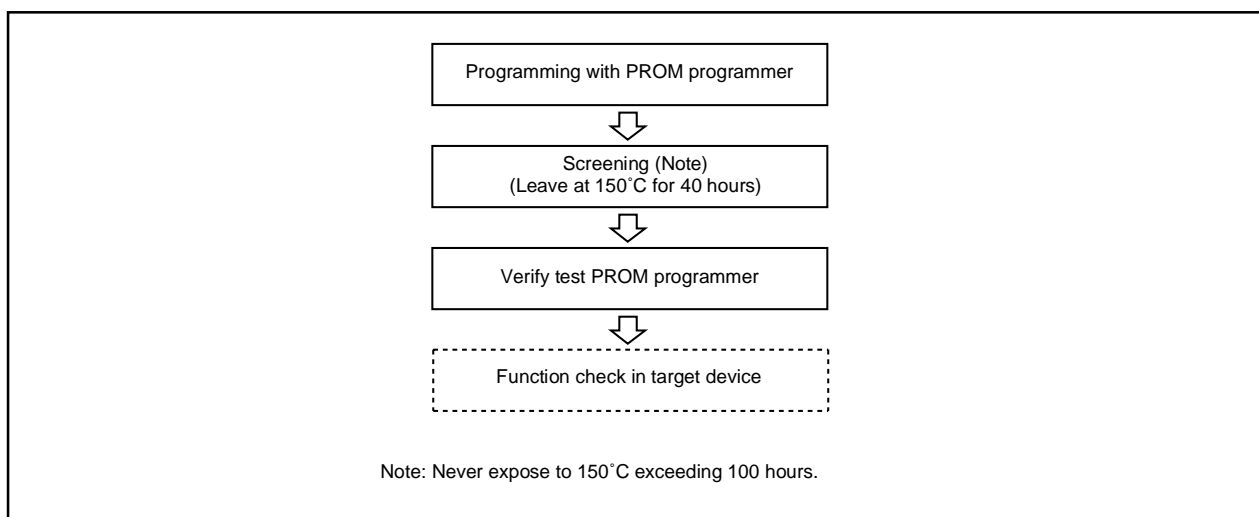 Programming with PROM programmer
Screening (Note)
(Leave at 150˚C for 40 hours)
Verify test PROM programmer
Function check in target device
Note: Never expose to 150˚C exceeding 100 hours.